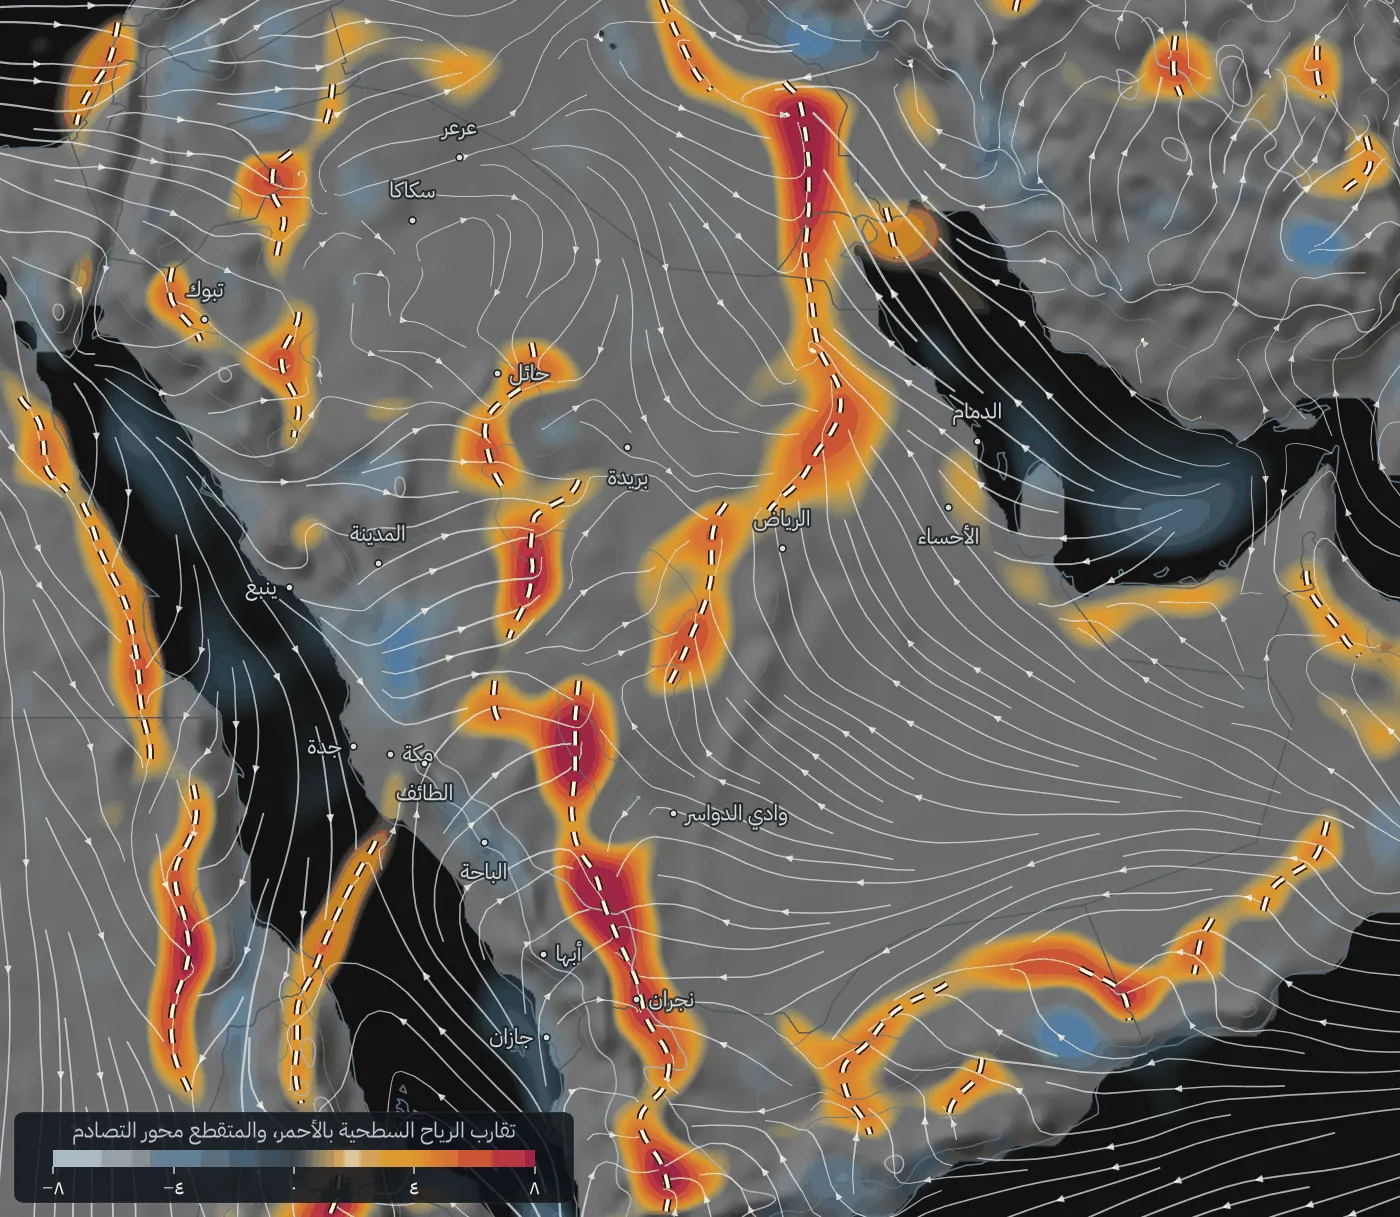 عرعر
سكاكا
تبوك
حائل
الدمام
بريدة
الرياض
الأحساء
المدينة
ينبع
جدة
مكة
الطائف
وادي الدواسر
الباحة
أبها
نجران
جازان
تقارب الرياح السطحية بالأحمر، والمتقطع محور التصادم
−٨ −٤ ٠ ٤ ٨